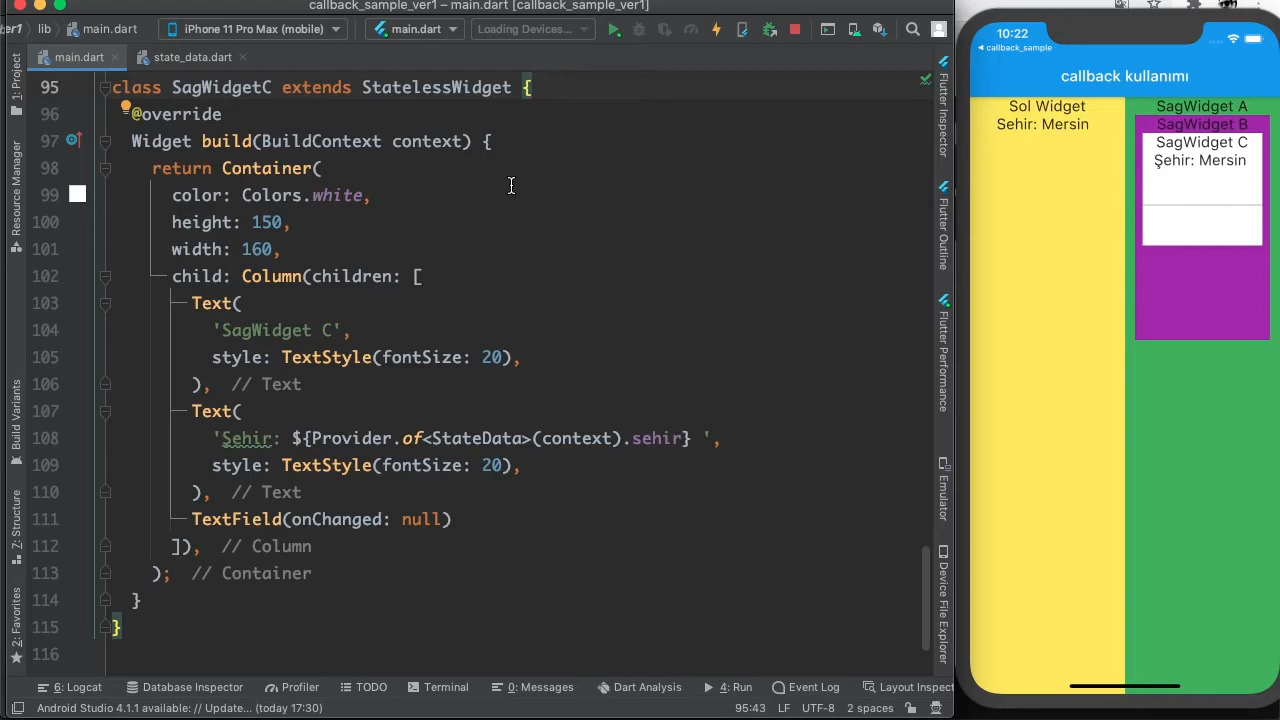 callback_sample_ver1 – main.dart [callback_sample_ver1]
er1 lib main.dart iPhone 11 Pro Max (mobile) main.dart Loading Devices...
main.dart state_data.dart
95 class SagWidgetC extends StatelessWidget {
96 @override
97 Widget build(BuildContext context) {
98 return Container(
99 color: Colors.white,
100 height: 150,
101 width: 160,
102 child: Column(children: [
103 Text(
104 'SagWidget C',
105 style: TextStyle(fontSize: 20),
106 ), // Text
107 Text(
108 'Sehir: ${Provider.of<StateData>(context).sehir} ',
109 style: TextStyle(fontSize: 20),
110 ), // Text
111 TextField(onChanged: null)
112 ]), // Column
113 ); // Container
114 }
115 }
116
1: Project
Resource Manager
Build Variants
7: Structure
2: Favorites
Flutter Inspector
Flutter Outline
Flutter Performance
Emulator
Device File Explorer
6: Logcat Database Inspector Profiler TODO Terminal 0: Messages Dart Analysis 4: Run Event Log Layout Inspect
Android Studio 4.1.1 available: // Update... (today 17:30) 95:43 LF UTF-8 2 spaces
10:22
callback_sample
callback kullanımı
Sol Widget
Sehir: Mersin
SagWidget A
SagWidget B
SagWidget C
Şehir: Mersin